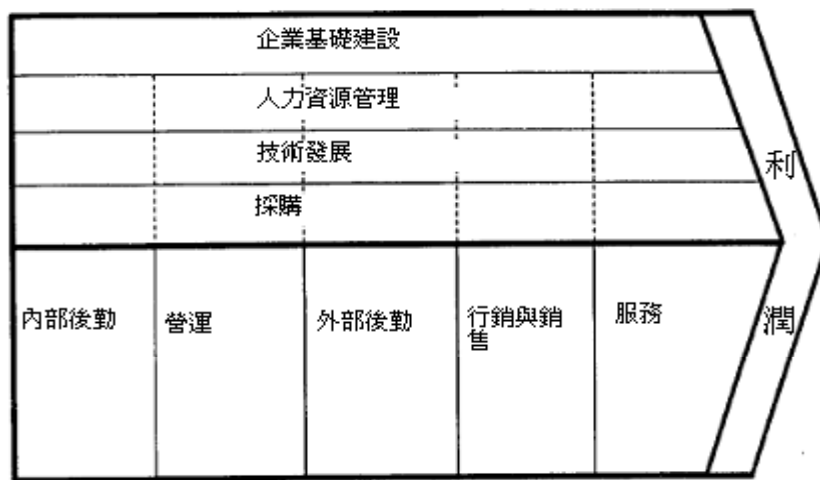 企業基礎建設
人力資源管理
技術發展
採購
利
潤
內部後勤
營運
外部後勤
行銷與銷
售
服務